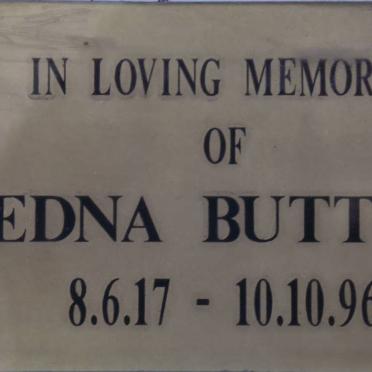 IN LOVING MEMOR
OF
EDNA BUTT
8.6.17 - 10.10.96